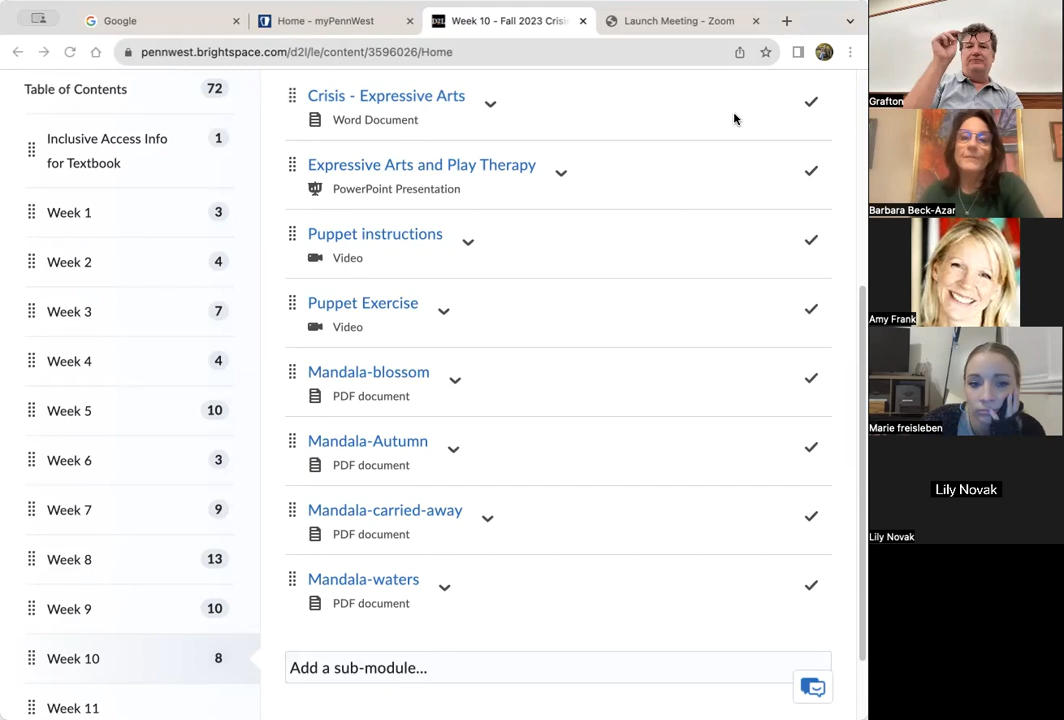 Google
Home - myPennWest
D2L
Week 10 - Fall 2023 Crisi
Launch Meeting - Zoom
pennwest.brightspace.com/d2l/le/content/3596026/Home
Table of Contents
72
Inclusive Access Info
for Textbook
1
Week 1
3
Week 2
4
Week 3
7
Week 4
4
Week 5
10
Week 6
3
Week 7
9
Week 8
13
Week 9
10
Week 10
8
Week 11
Crisis - Expressive Arts
Word Document
Expressive Arts and Play Therapy
PowerPoint Presentation
Puppet instructions
Video
Puppet Exercise
Video
Mandala-blossom
PDF document
Mandala-Autumn
PDF document
Mandala-carried-away
PDF document
Mandala-waters
PDF document
Add a sub-module...
Grafton
Barbara Beck-Azar
Amy Frank
Marie freisleben
Lily Novak
Lily Novak